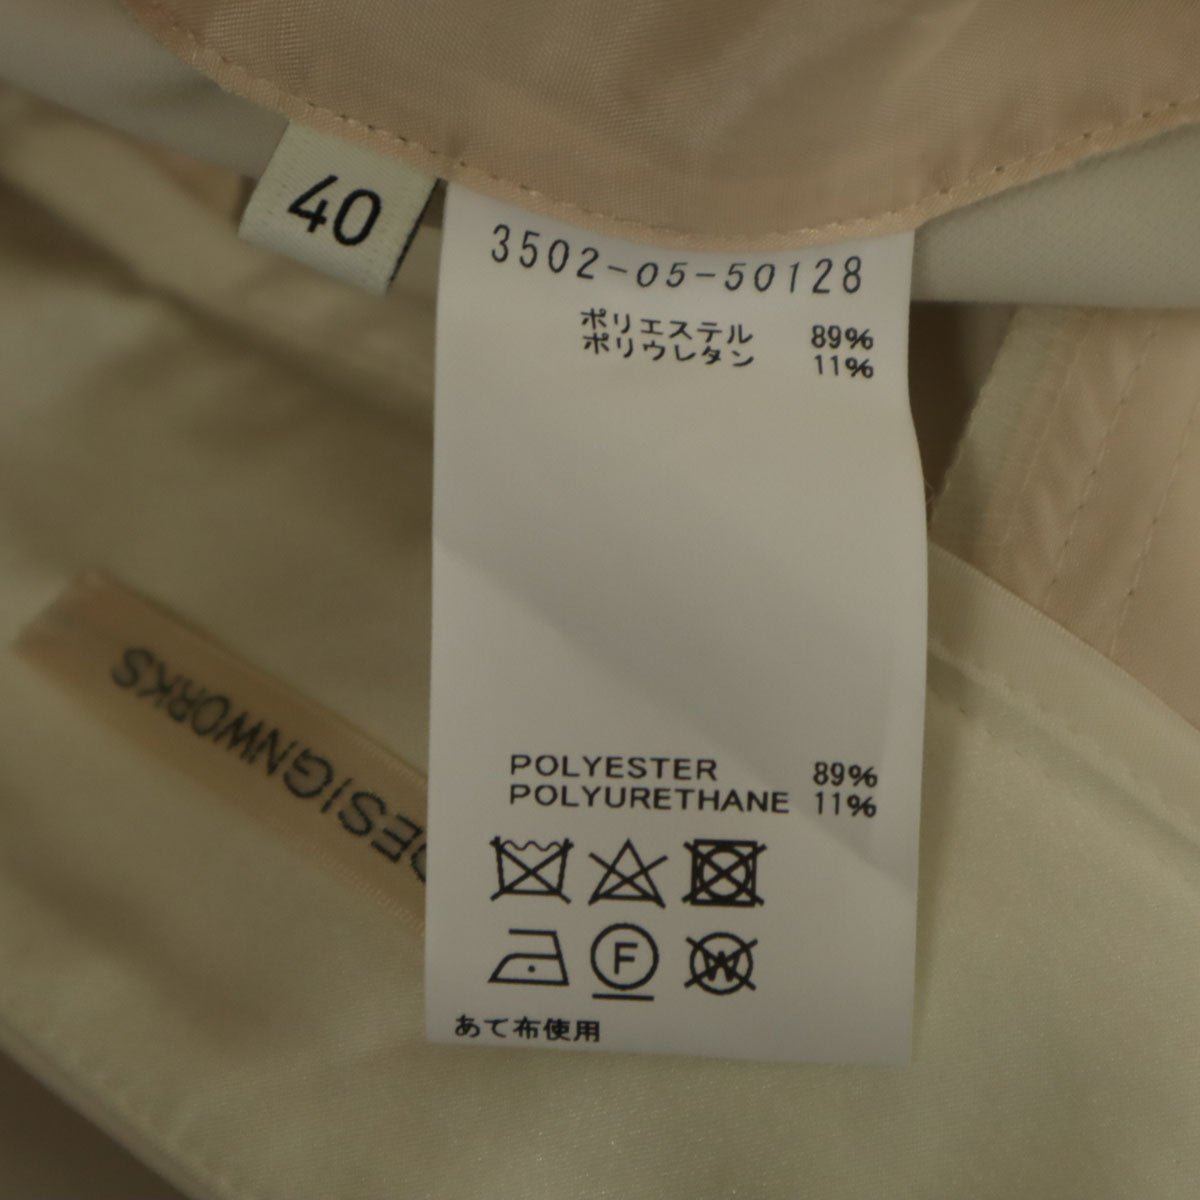 40
3502-05-50128
ポリエステル 89%
ポリウレタン 11%
DESIGNWORKS
POLYESTER 89%
POLYURETHANE 11%
F
W
あて布使用